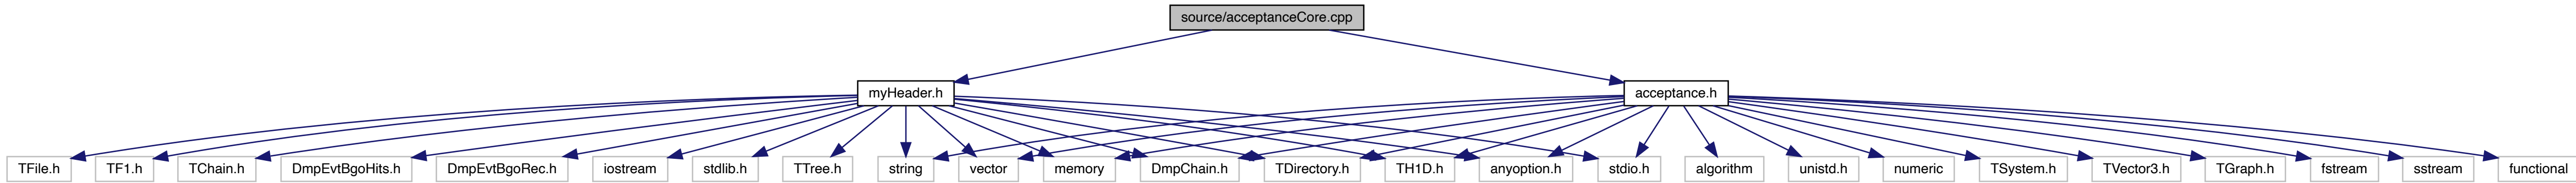 source/acceptanceCore.cpp
myHeader.h
acceptance.h
TFile.h
TF1.h
TChain.h
DmpEvtBgoHits.h
DmpEvtBgoRec.h
iostream
stdlib.h
TTree.h
string
vector
memory
DmpChain.h
TDirectory.h
TH1D.h
anyoption.h
stdio.h
algorithm
unistd.h
numeric
TSystem.h
TVector3.h
TGraph.h
fstream
sstream
functional